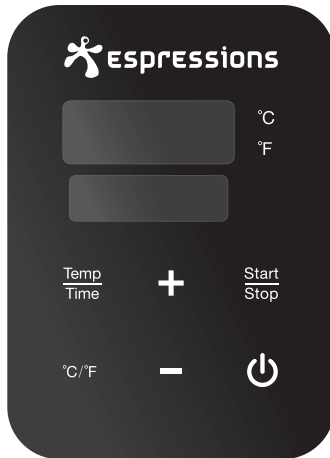 espressions
°C
°F
Temp
Time
+
Start
Stop
°C/°F
−